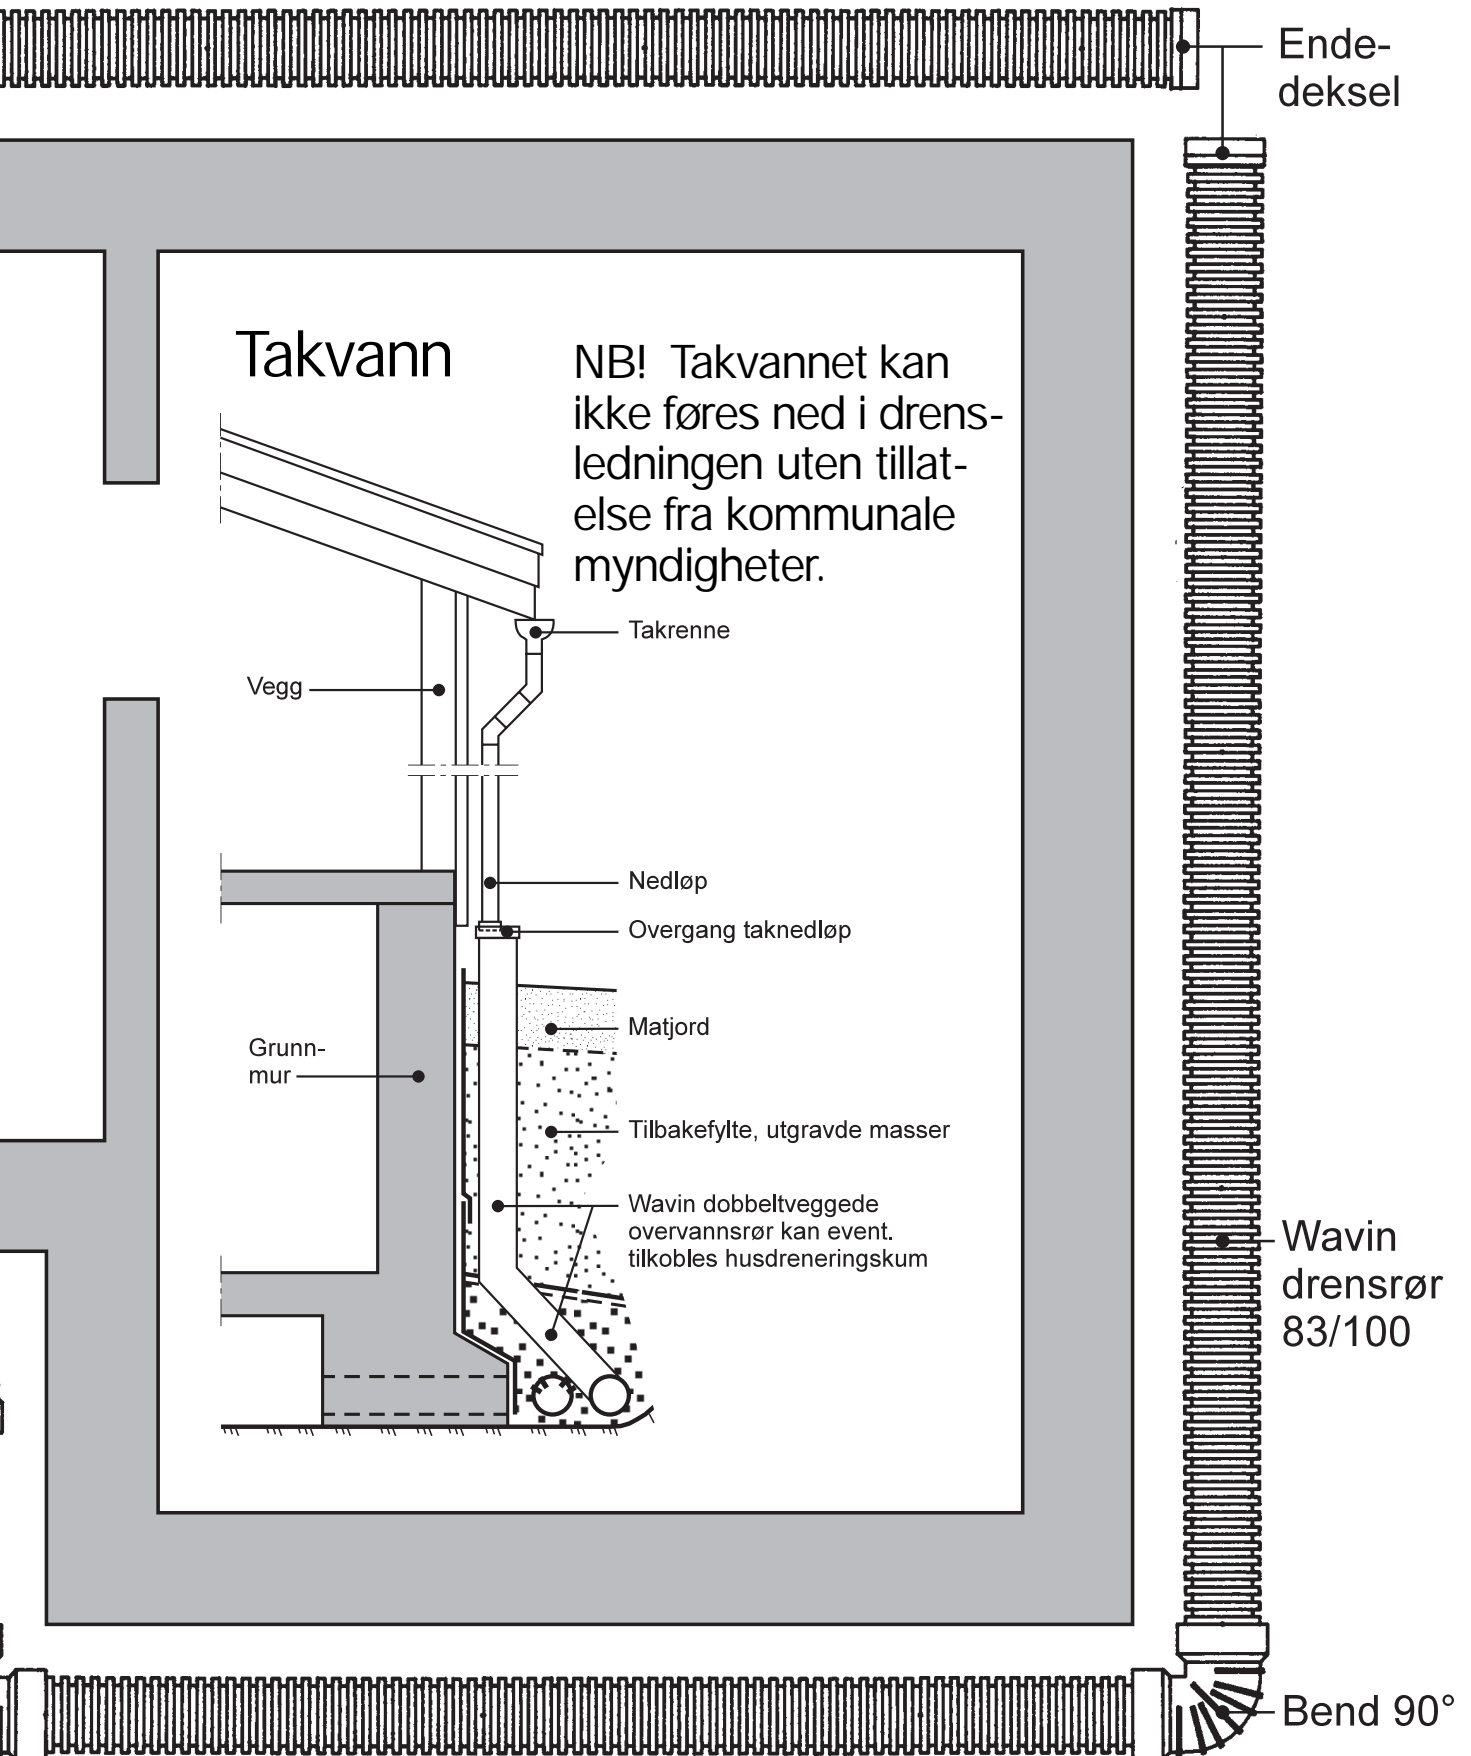 Ende-
deksel
Takvann
NB! Takvannet kan
ikke føres ned i drens-
ledningen uten tillat-
else fra kommunale
myndigheter.
Takrenne
Vegg
Nedløp
Overgang taknedløp
Matjord
Grunn-
mur
Tilbakefylte, utgravde masser
Wavin dobbeltveggede
overvannsrør kan event.
tilkobles husdreneringskum
Wavin
drensrør
83/100
Bend 90°